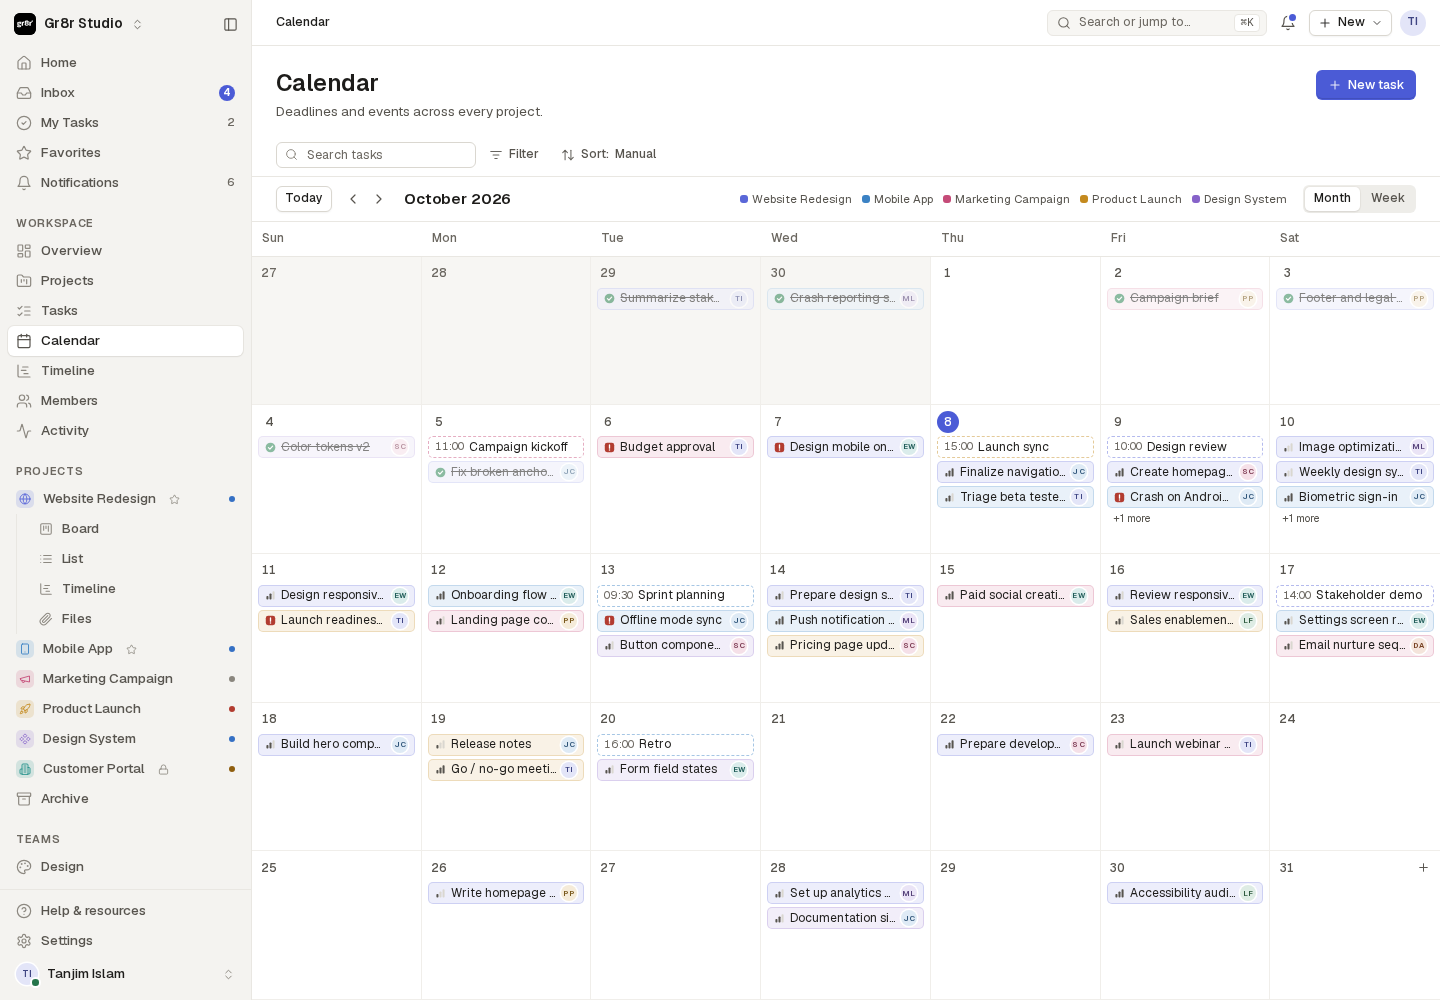 gr8r
Gr8r Studio
Home
Inbox
4
My Tasks
2
Favorites
Notifications
6
WORKSPACE
Overview
Projects
Tasks
Calendar
Timeline
Members
Activity
PROJECTS
Website Redesign
Board
List
Timeline
Files
Mobile App
Marketing Campaign
Product Launch
Design System
Customer Portal
Archive
TEAMS
Design
Help & resources
Settings
TI
Tanjim Islam
Calendar
Search or jump to...
⌘K
New
TI
Calendar
Deadlines and events across every project.
New task
Search tasks
Filter
Sort: Manual
Today
October 2026
Website Redesign
Mobile App
Marketing Campaign
Product Launch
Design System
Month
Week
Sun Mon Tue Wed Thu Fri Sat
27
28
29
Summarize stak... TI
30
Crash reporting s... ML
1
2
Campaign brief PP
3
Footer and legal ... PP
4
Color tokens v2 SC
5
11:00 Campaign kickoff
Fix broken ancho... JC
6
Budget approval TI
7
Design mobile on... EW
8
15:00 Launch sync
Finalize navigatio... JC
Triage beta teste... TI
9
10:00 Design review
Create homepag... SC
Crash on Androi... JC
+1 more
10
Image optimizati... ML
Weekly design sy... TI
Biometric sign-in JC
+1 more
11
Design responsiv... EW
Launch readines... TI
12
Onboarding flow ... EW
Landing page co... PP
13
09:30 Sprint planning
Offline mode sync JC
Button compone... SC
14
Prepare design s... TI
Push notification ... ML
Pricing page upd... SC
15
Paid social creati... EW
16
Review responsiv... EW
Sales enablemen... LF
17
14:00 Stakeholder demo
Settings screen r... EW
Email nurture seq... DA
18
Build hero comp... JC
19
Release notes JC
Go / no-go meeti... TI
20
16:00 Retro
Form field states EW
21
22
Prepare develop... SC
23
Launch webinar ... TI
24
25
26
Write homepage ... PP
27
28
Set up analytics ... ML
Documentation si... JC
29
30
Accessibility audi... LF
31